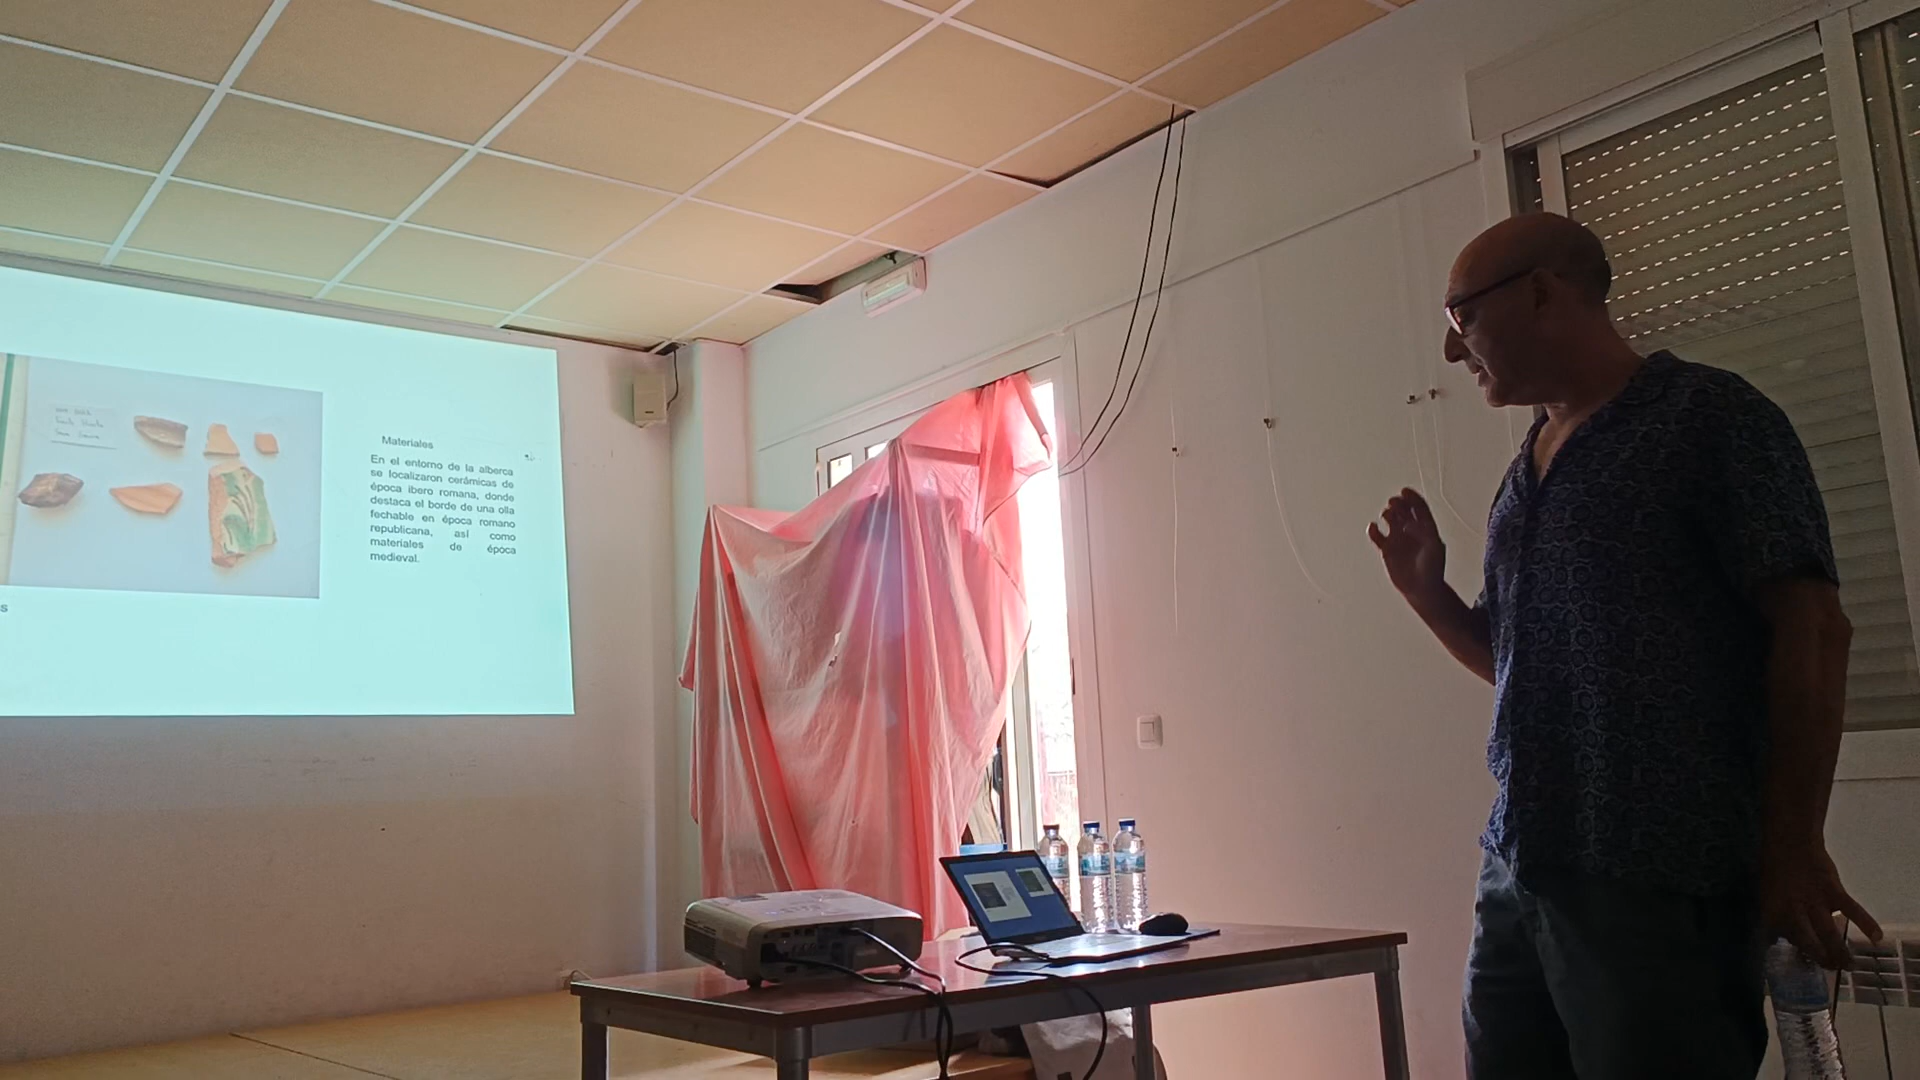 Materiales
En el entorno de la alberca
se localizaron cerámicas de
época ibero romana, donde
destaca el borde de una olla
fechable en época romano
republicana, así como
materiales de época
medieval.
s